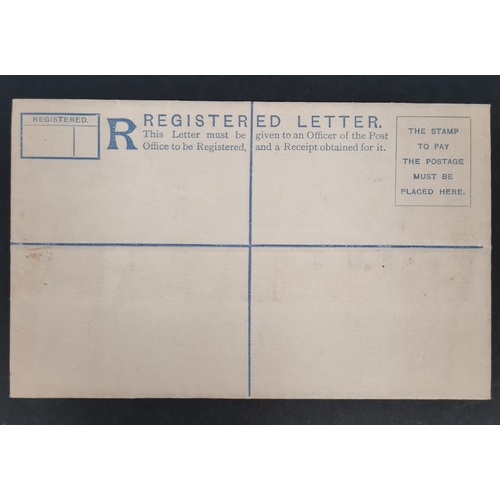 REGISTERED.
R REGISTERED LETTER.
This Letter must be given to an Officer of the Post
Office to be Registered, and a Receipt obtained for it.
THE STAMP
TO PAY
THE POSTAGE
MUST BE
PLACED HERE.